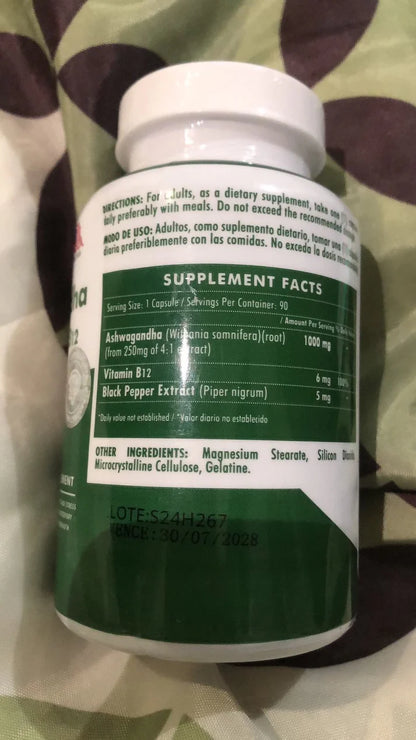 DIRECTIONS: For adults, as a dietary supplement, take one
daily preferably with meals. Do not exceed the recommended
MODO DE USO: Adultos, como suplemento dietario, tomar una
diaria preferiblemente con las comidas. No exceda la dosis
SUPPLEMENT FACTS
Serving Size: 1 Capsule / Servings Per Container: 90
/ Amount Per Serving
Ashwagandha (Withania somnifera)(root) 1000 mg
(from 250mg of 4:1 extract)
Vitamin B12 6 mg 100%
Black Pepper Extract (Piper nigrum) 5 mg
*Daily value not established / *Valor diario no establecido
OTHER INGREDIENTS: Magnesium Stearate, Silicon Dioxide,
Microcrystalline Cellulose, Gelatine.
LOTE:S24H267
VENCE:30/07/2028